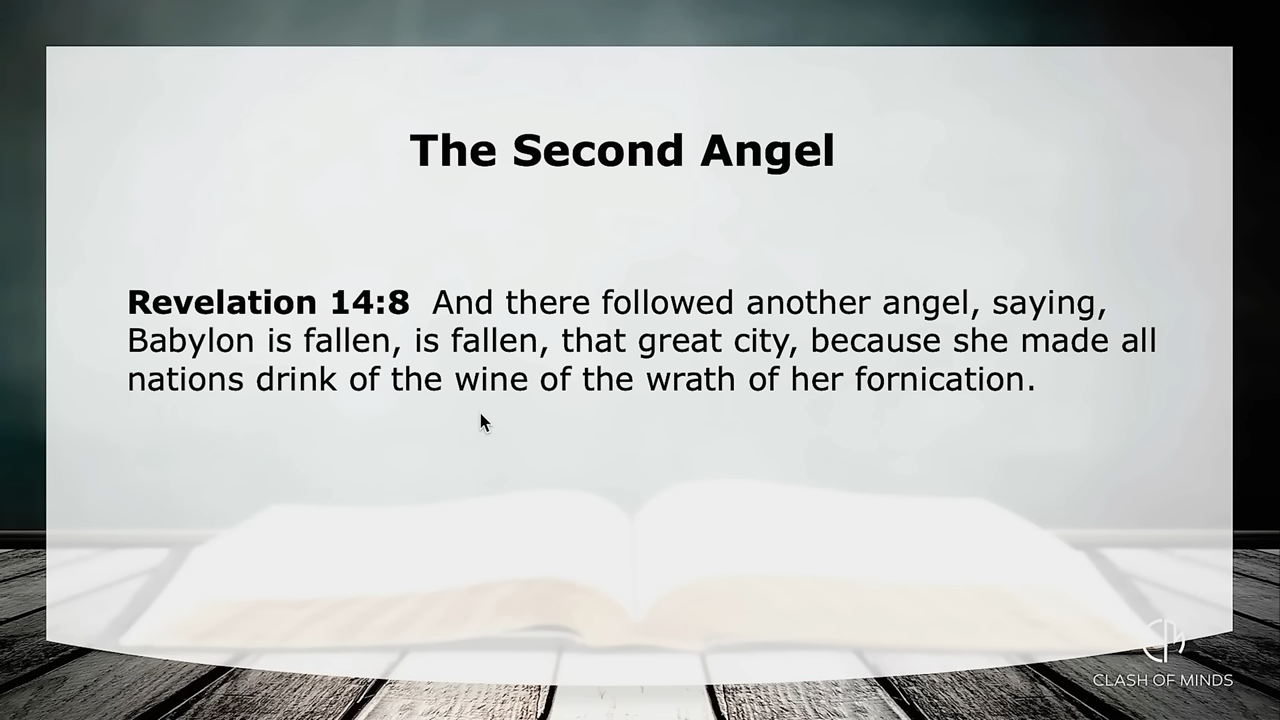 The Second Angel
Revelation 14:8  And there followed another angel, saying,
Babylon is fallen, is fallen, that great city, because she made all
nations drink of the wine of the wrath of her fornication.
CLASH OF MINDS